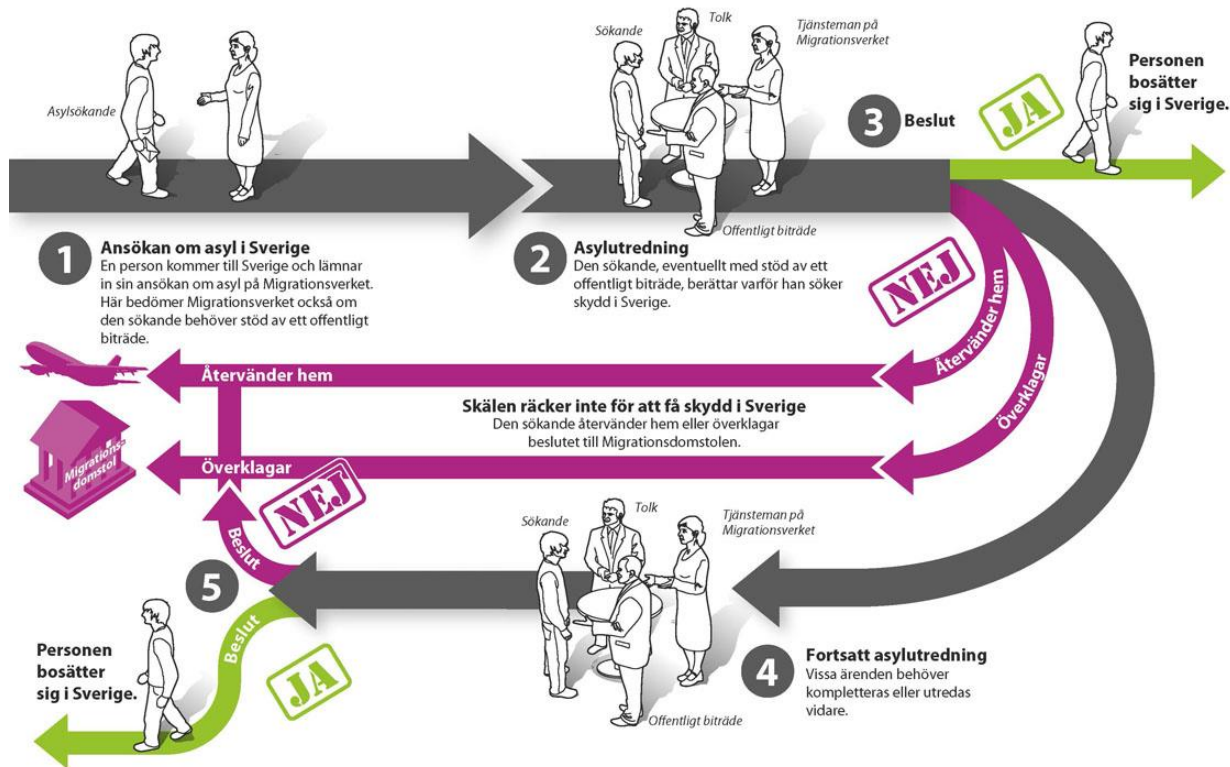 Asylsökande
Sökande
Tolk
Tjänsteman på
Migrationsverket
Offentligt biträde
3 Beslut
JA
Personen
bosätter
sig i Sverige.
1 Ansökan om asyl i Sverige
En person kommer till Sverige och lämnar
in sin ansökan om asyl på Migrationsverket.
Här bedömer Migrationsverket också om
den sökande behöver stöd av ett offentligt
biträde.
2 Asylutredning
Den sökande, eventuellt med stöd av ett
offentligt biträde, berättar varför han söker
skydd i Sverige.
NEJ
Återvänder hem
Överklagar
Återvänder hem
Skälen räcker inte för att få skydd i Sverige
Den sökande återvänder hem eller överklagar
beslutet till Migrationsdomstolen.
Migrations-
domstol
Överklagar
NEJ
Beslut
5
Beslut
JA
Personen
bosätter
sig i Sverige.
Sökande
Tolk
Tjänsteman på
Migrationsverket
Offentligt biträde
4 Fortsatt asylutredning
Vissa ärenden behöver
kompletteras eller utredas
vidare.